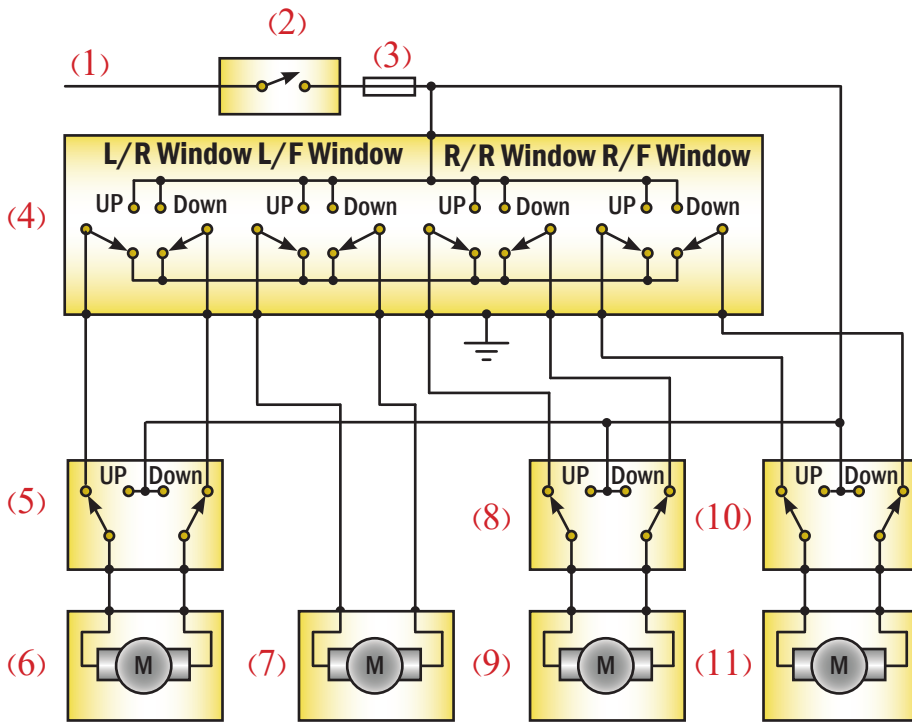 (1)
(2)
(3)
L/R Window L/F Window R/R Window R/F Window
(4) UP Down UP Down UP Down UP Down
(5) UP Down (8) UP Down (10) UP Down
(6) M (7) M (9) M (11) M